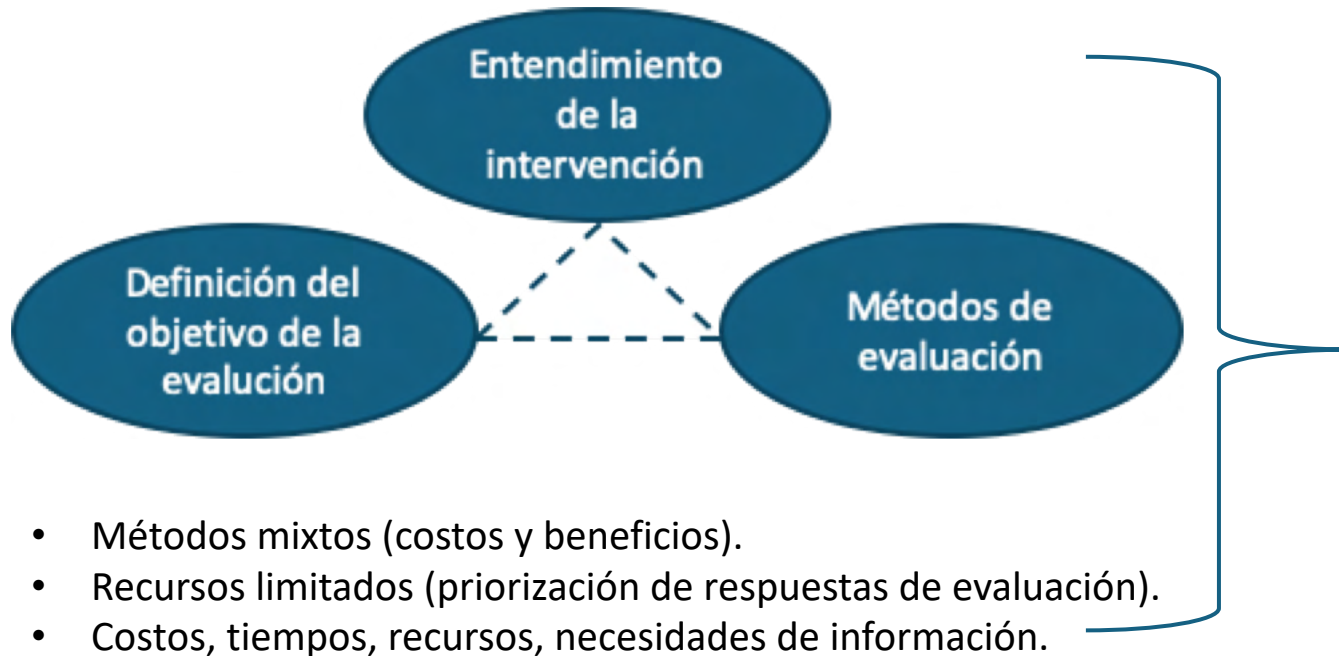 Entendimiento
de la
intervención
Definición del
objetivo de la
evalución
Métodos de
evaluación
• Métodos mixtos (costos y beneficios).
• Recursos limitados (priorización de respuestas de evaluación).
• Costos, tiempos, recursos, necesidades de información.